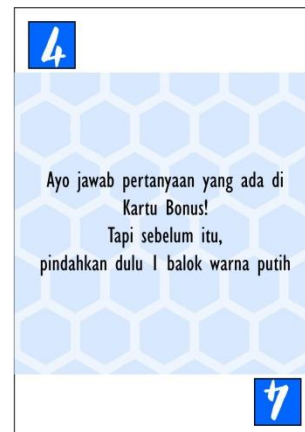 4
Ayo jawab pertanyaan yang ada di
Kartu Bonus!
Tapi sebelum itu,
pindahkan dulu 1 balok warna putih
4